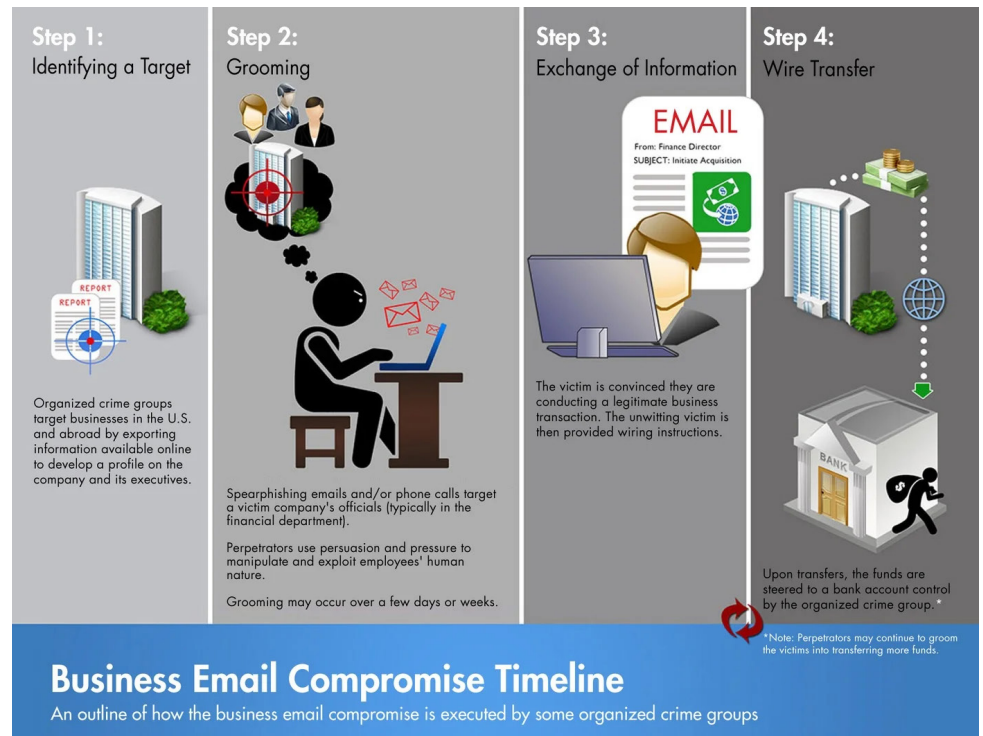 Step 1:
Identifying a Target
REPORT
REPORT
Organized crime groups
target businesses in the U.S.
and abroad by exporting
information available online
to develop a profile on the
company and its executives.
Step 2:
Grooming
Spearphishing emails and/or phone calls target
a victim company's officials (typically in the
financial department).
Perpetrators use persuasion and pressure to
manipulate and exploit employees' human
nature.
Grooming may occur over a few days or weeks.
Step 3:
Exchange of Information
EMAIL
From: Finance Director
SUBJECT: Initiate Acquisition
$
The victim is convinced they are
conducting a legitimate business
transaction. The unwitting victim is
then provided wiring instructions.
Step 4:
Wire Transfer
BANK
$
Upon transfers, the funds are
steered to a bank account control
by the organized crime group.*
*Note: Perpetrators may continue to groom
the victims into transferring more funds.
Business Email Compromise Timeline
An outline of how the business email compromise is executed by some organized crime groups